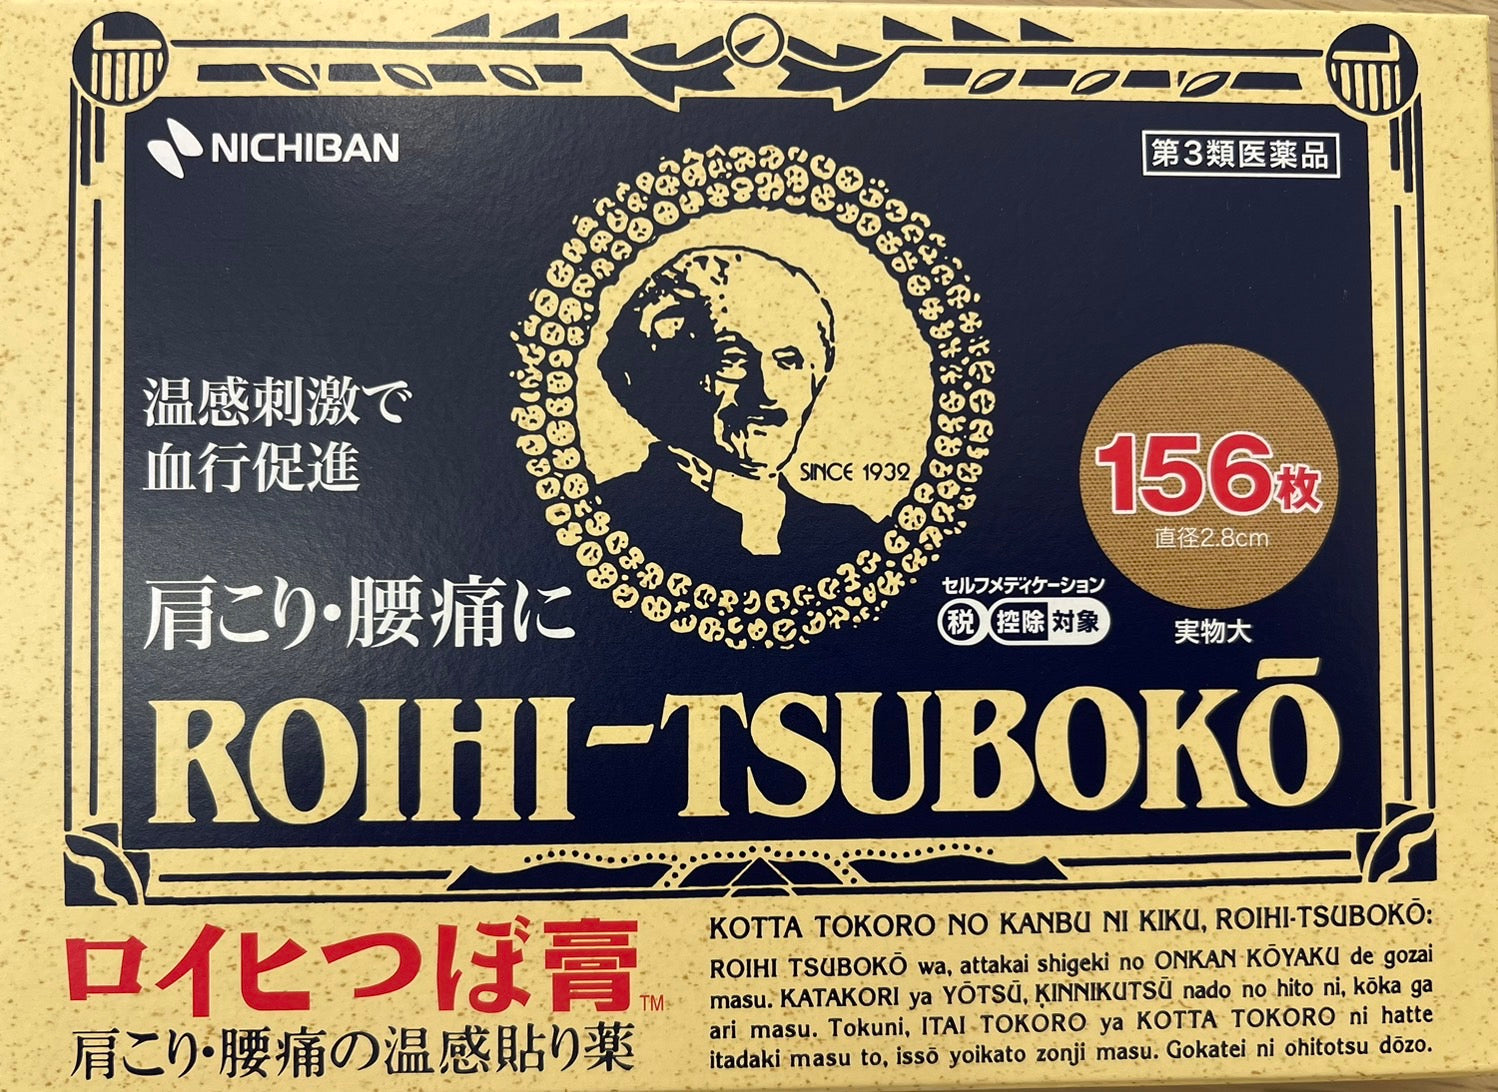 NICHIBAN
第3類医薬品
温感刺激で
血行促進
SINCE 1932
156枚
直径2.8cm
実物大
肩こり・腰痛に
セルフメディケーション
税 控除 対象
ROIHI-TSUBOKŌ
ロイヒつぼ膏™
肩こり・腰痛の温感貼り薬
KOTTA TOKORO NO KANBU NI KIKU, ROIHI-TSUBOKŌ:
ROIHI TSUBOKŌ wa, attakai shigeki no ONKAN KŌYAKU de gozai
masu. KATAKORI ya YŌTSŪ, KINNIKUTSŪ nado no hito ni, kōka ga
ari masu. Tokuni, ITAI TOKORO ya KOTTA TOKORO ni hatte
itadaki masu to, issō yoikato zonji masu. Gokatei ni ohitotsu dōzo.